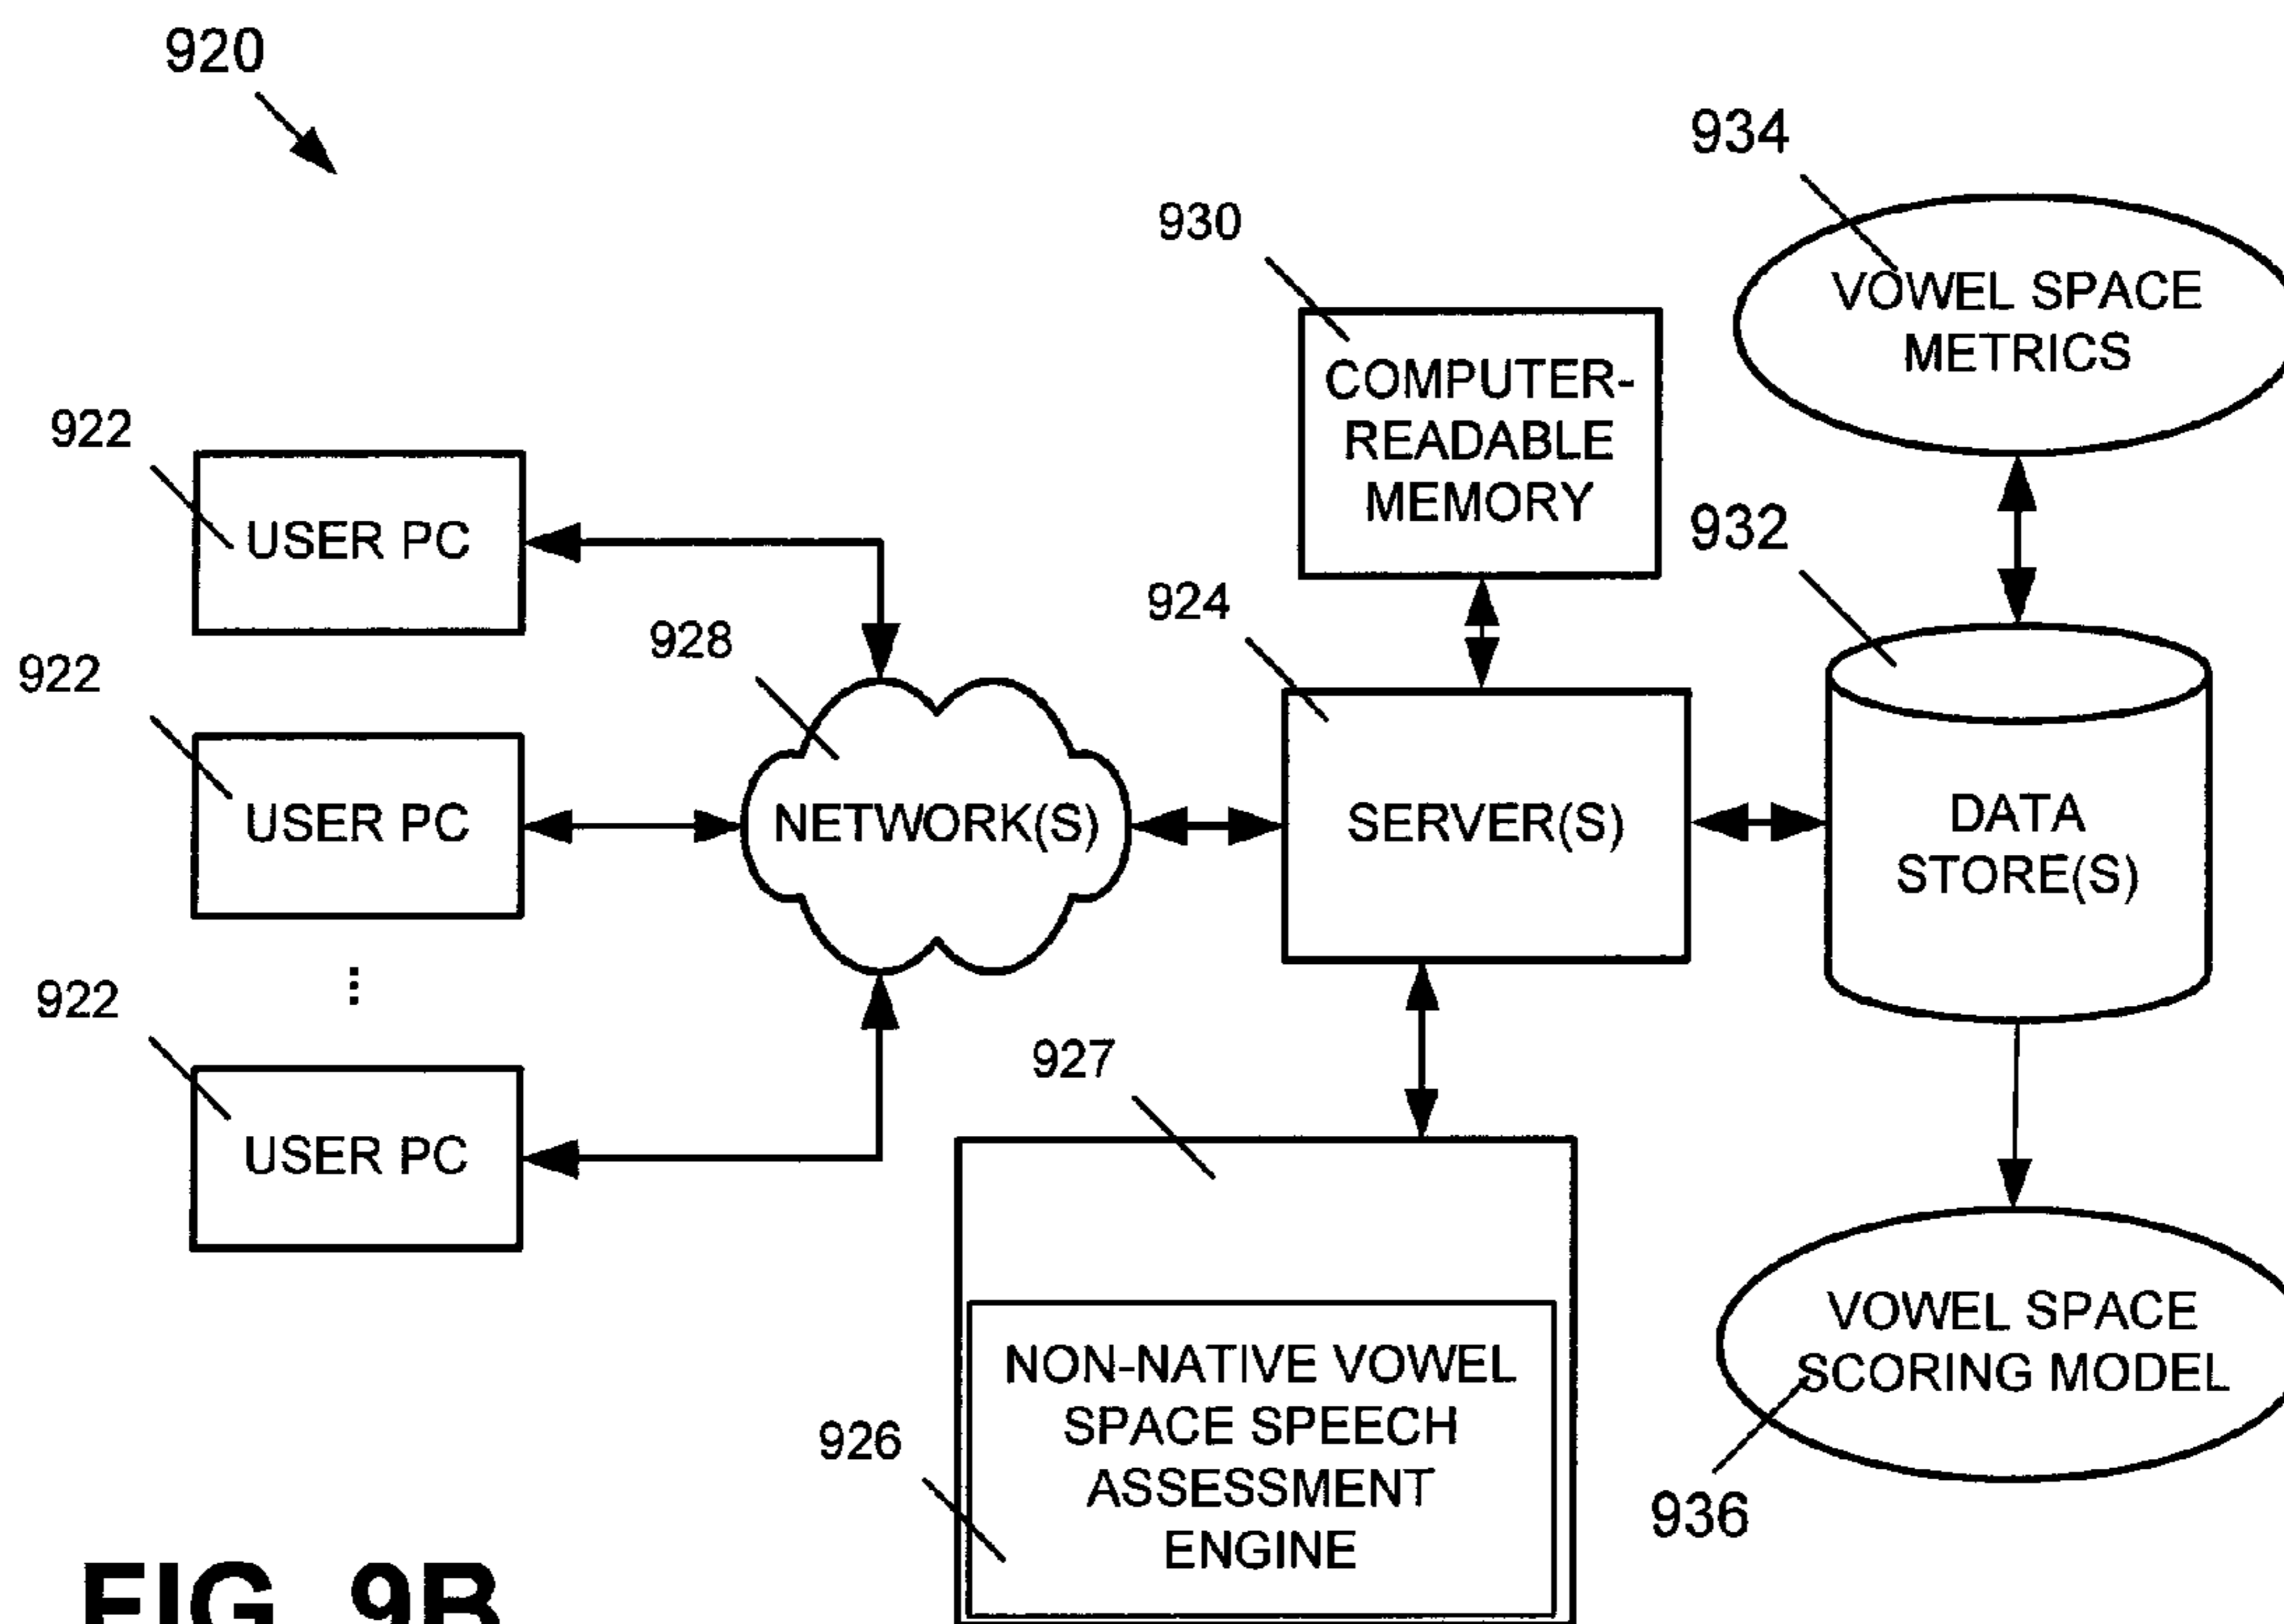 920
934
930
VOWEL SPACE
METRICS
COMPUTER-
READABLE
MEMORY
922
USER PC
932
924
928
922
USER PC
NETWORK(S)
SERVER(S)
DATA
STORE(S)
922
⋮
927
USER PC
VOWEL SPACE
SCORING MODEL
NON-NATIVE VOWEL
SPACE SPEECH
ASSESSMENT
ENGINE
926
936
FIG. 9B